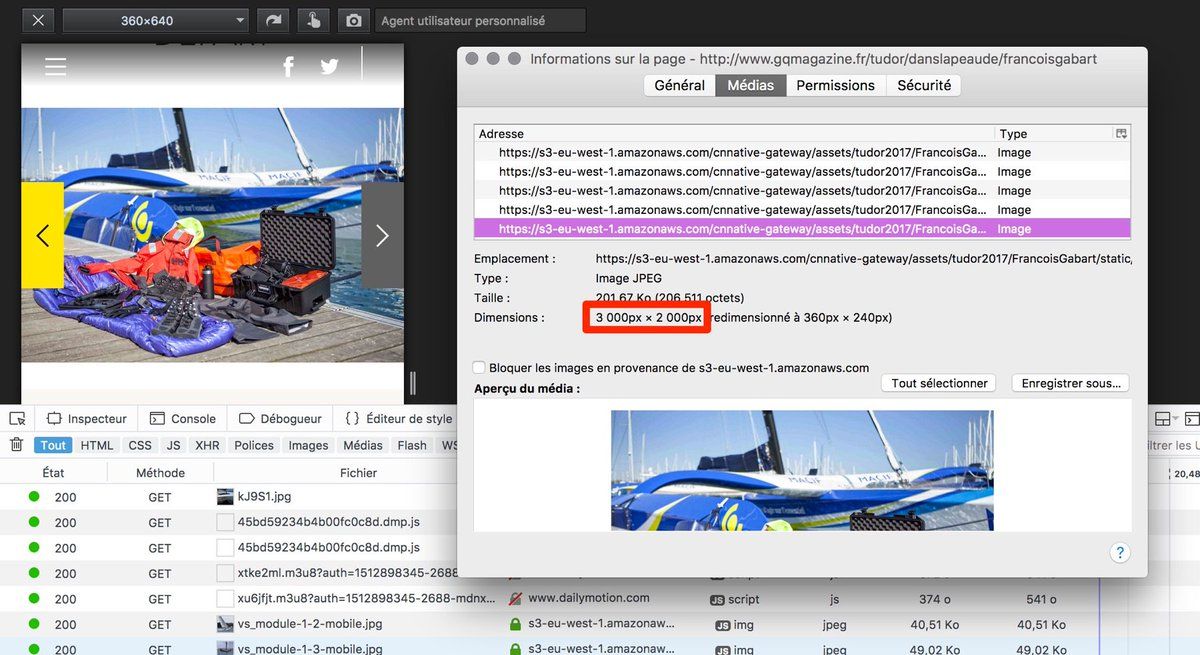 360×640
Agent utilisateur personnalisé
Informations sur la page - http://www.gqmagazine.fr/tudor/danslapeaude/francoisgabart
Général Médias Permissions Sécurité
Adresse Type
https://s3-eu-west-1.amazonaws.com/cnnative-gateway/assets/tudor2017/FrancoisGa... Image
https://s3-eu-west-1.amazonaws.com/cnnative-gateway/assets/tudor2017/FrancoisGa... Image
https://s3-eu-west-1.amazonaws.com/cnnative-gateway/assets/tudor2017/FrancoisGa... Image
https://s3-eu-west-1.amazonaws.com/cnnative-gateway/assets/tudor2017/FrancoisGa... Image
https://s3-eu-west-1.amazonaws.com/cnnative-gateway/assets/tudor2017/FrancoisGa... Image
Emplacement : https://s3-eu-west-1.amazonaws.com/cnnative-gateway/assets/tudor2017/FrancoisGabart/static,
Type : Image JPEG
Taille : 201,67 Ko (206 511 octets)
Dimensions : 3 000px × 2 000px redimensionné à 360px × 240px)
Bloquer les images en provenance de s3-eu-west-1.amazonaws.com
Aperçu du média :
Tout sélectionner Enregistrer sous...
MACIF MACIF
MACIF
?
Inspecteur Console Débogueur { } Éditeur de style
Tout HTML CSS JS XHR Polices Images Médias Flash WS
20,48
État Méthode Fichier
200 GET kJ9S1.jpg
200 GET 45bd59234b4b00fc0c8d.dmp.js
200 GET 45bd59234b4b00fc0c8d.dmp.js
200 GET xtke2ml.m3u8?auth=1512898345-2688
200 GET xu6jfjt.m3u8?auth=1512898345-2688-mdnx... www.dailymotion.com JS script js 374 o 541 o
200 GET vs_module-1-2-mobile.jpg s3-eu-west-1.amazonaw... JS img jpeg 40,51 Ko 40,51 Ko
200 GET vs_module-1-3-mobile.jpg s3-eu-west-1.amazonaw... JS img jpeg 49,02 Ko 49,02 Ko